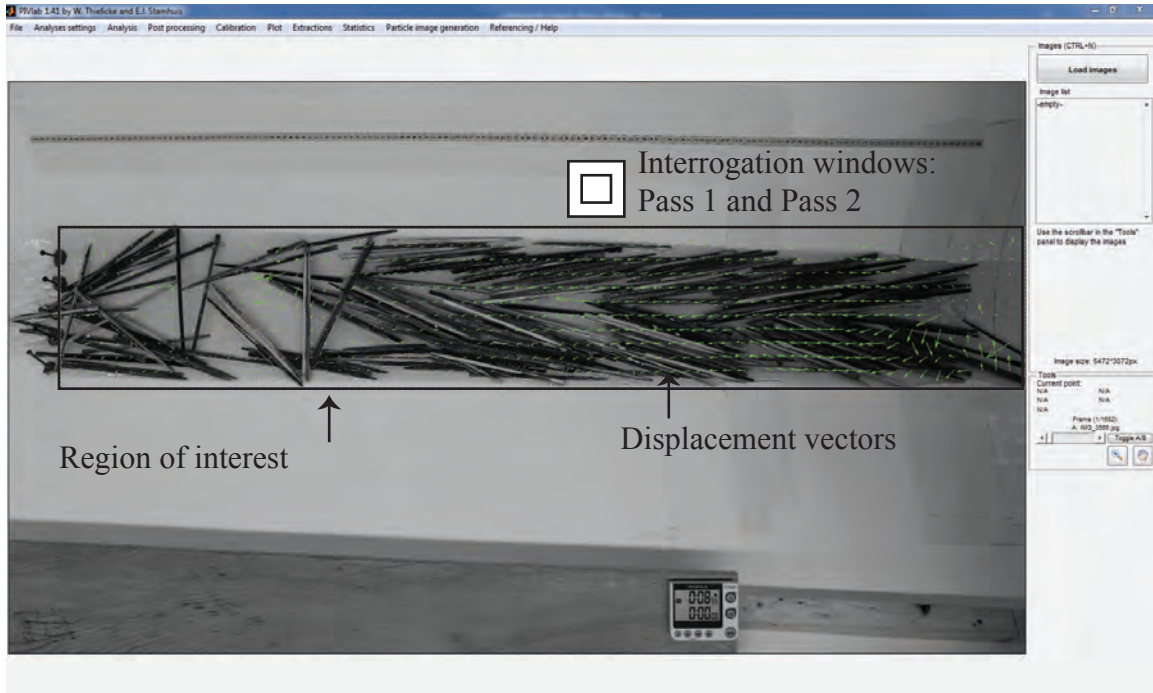 PIVlab 1.41 by W. Thielicke and E.J. Stamhuis
File Analyses settings Analysis Post processing Calibration Plot Extractions Statistics Particle image generation Referencing / Help
Images (CTRL+N)
Load images
Image list
-empty-
Interrogation windows:
Pass 1 and Pass 2
Use the scrollbar in the "Tools"
panel to display the images
Image size: 5472*3072px
Tools
Current point:
N/A N/A
N/A N/A
N/A
Frame (1/1682)
Toggle A/B
Region of interest
Displacement vectors